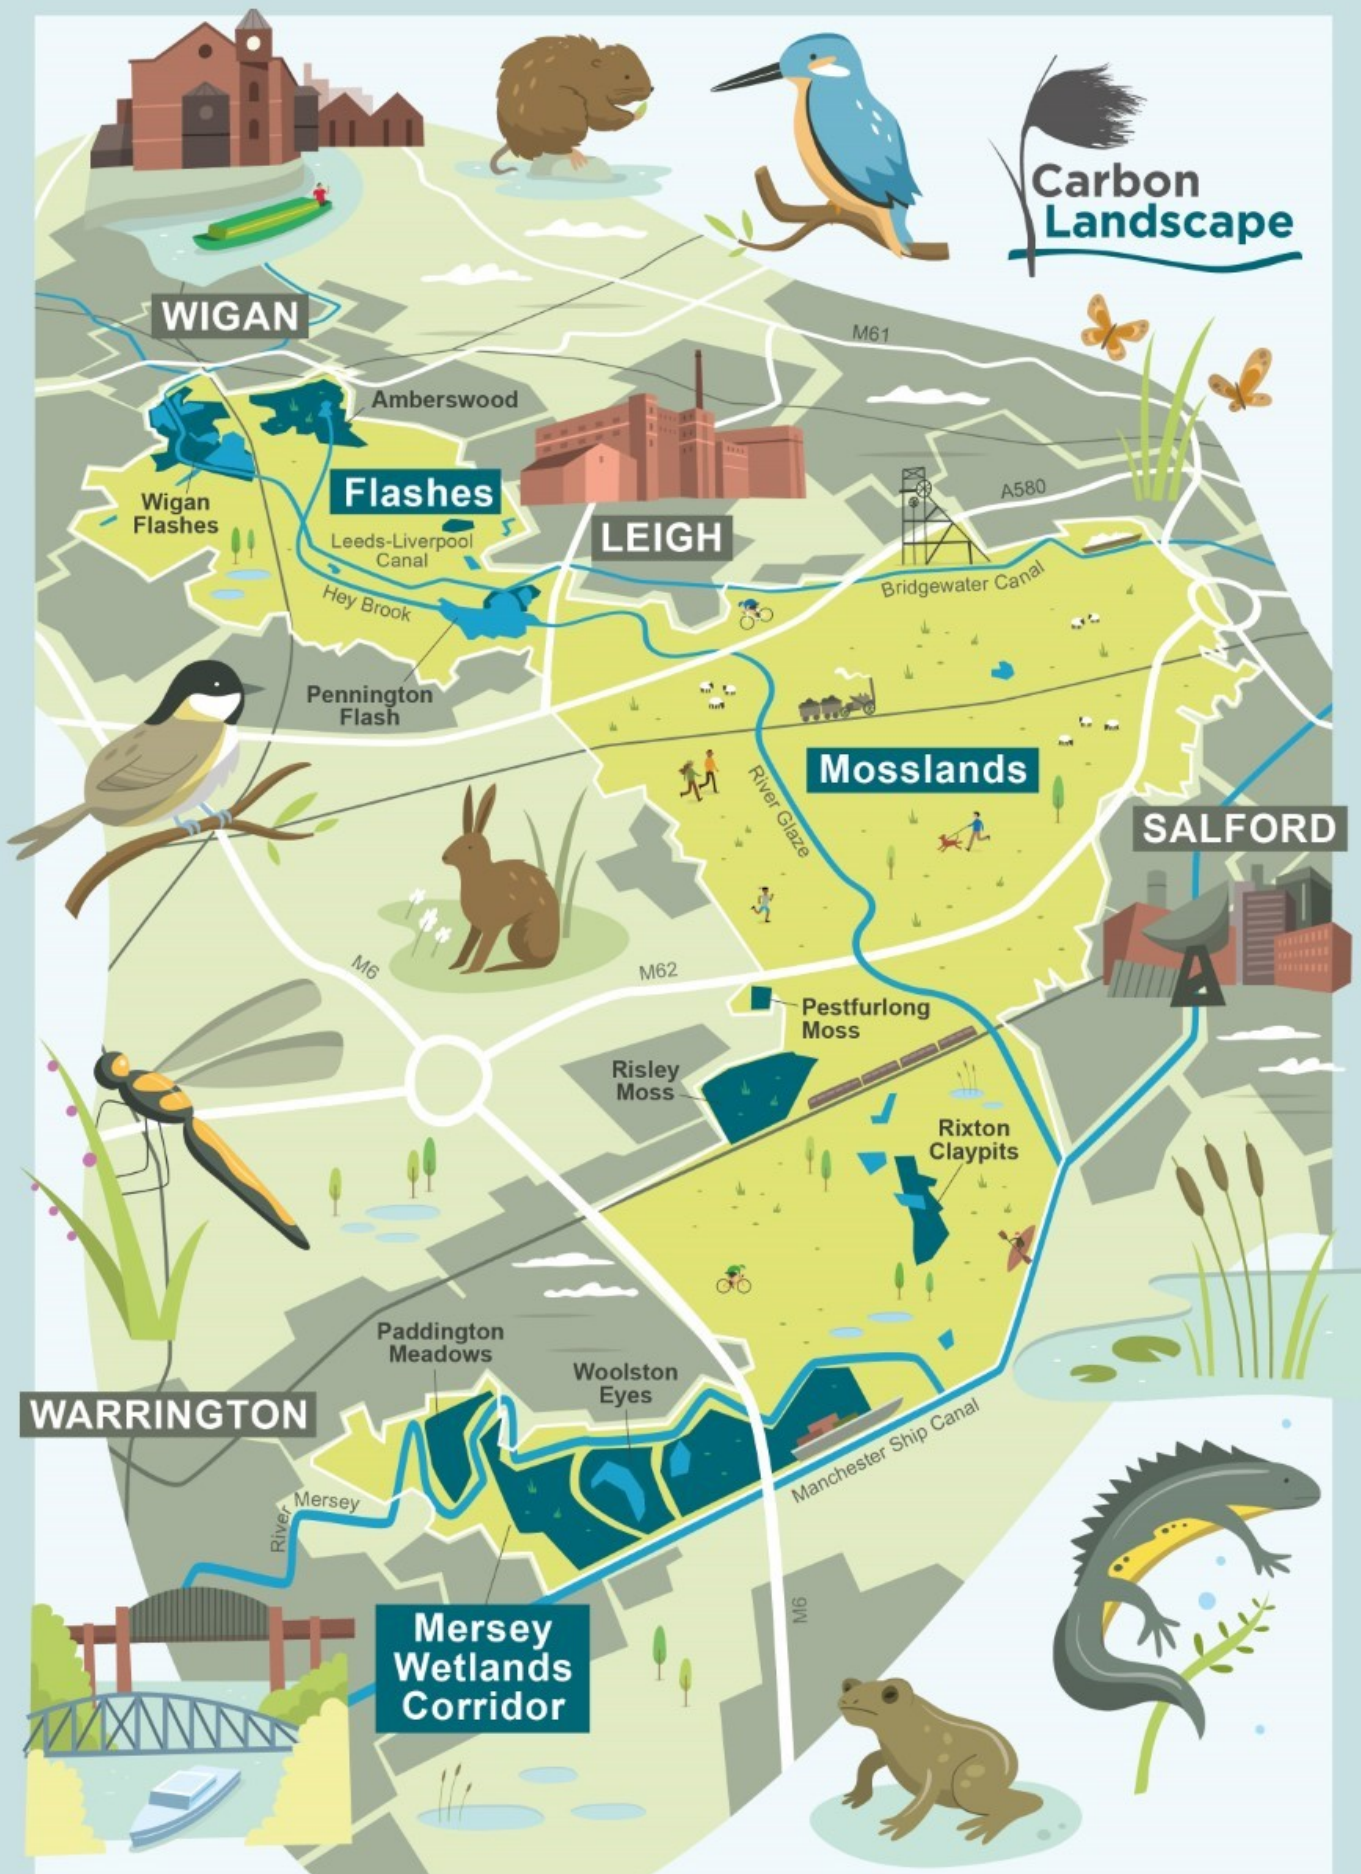 Carbon
Landscape
WIGAN
M61
Amberswood
Flashes
Wigan
Flashes
A580
LEIGH
Leeds-Liverpool
Canal
Bridgewater Canal
Hey Brook
Pennington
Flash
Mosslands
River Glaze
SALFORD
M6
M62
Pestfurlong
Moss
Risley
Moss
Rixton
Claypits
Paddington
Meadows
Woolston
Eyes
WARRINGTON
Manchester Ship Canal
River Mersey
M6
Mersey
Wetlands
Corridor